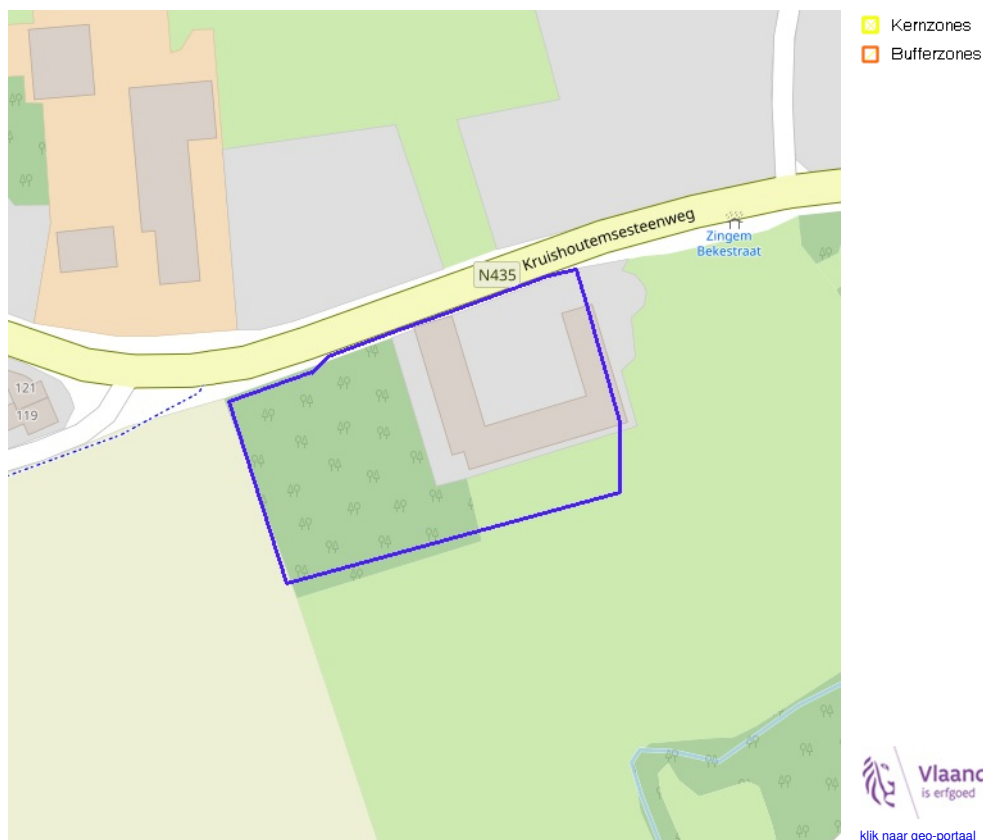 Kernzones
Bufferzones
Kruishoutemsesteenweg
Zingem
Bekestraat
N435
121
119
Vlaand
is erfgoed
klik naar geo-portaal